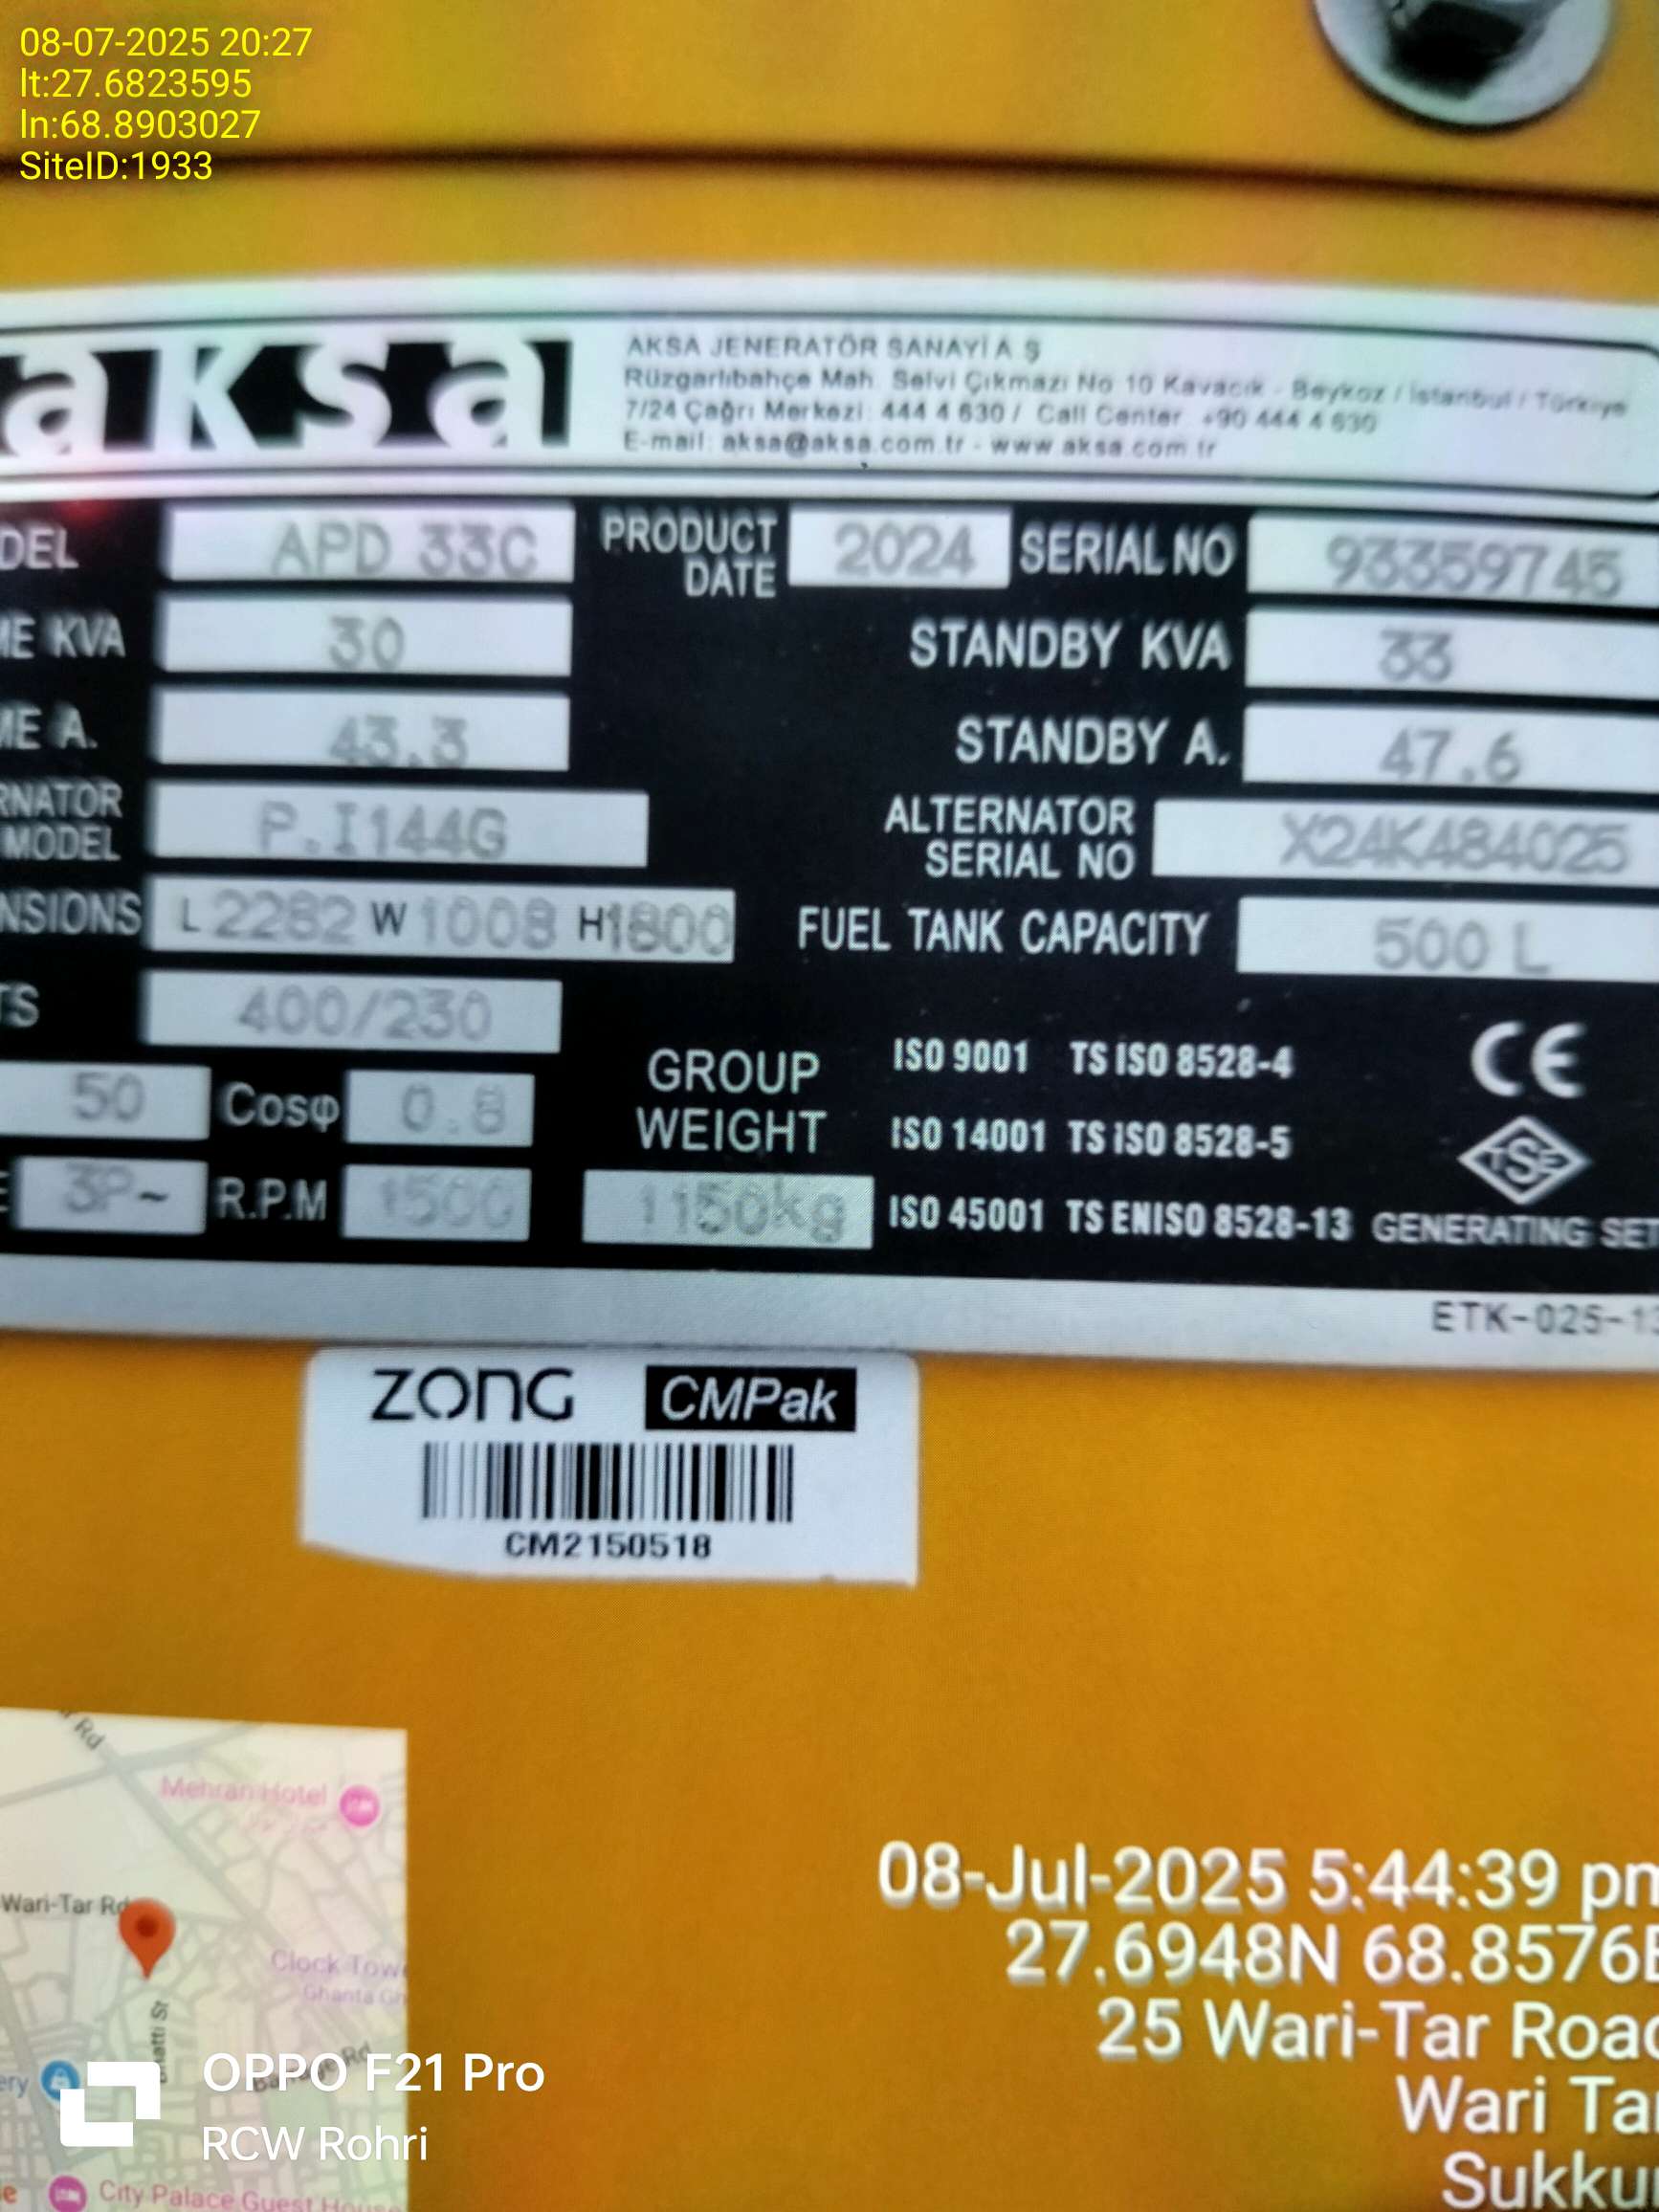 08-07-2025 20:27
lt:27.6823595
ln:68.8903027
SiteID:1933
aksa
AKSA JENERATÖR SANAYİ A.Ş
Rüzgarlıbahçe Mah. Selvi Çıkmazı No 10 Kavacık - Beykoz / İstanbul / Türkiye
7/24 Çağrı Merkezi: 444 4 630 / Call Center +90 444 4 630
E-mail: aksa@aksa.com.tr - www.aksa.com.tr
DEL APD 33C PRODUCT DATE 2024 SERIAL NO 93359745
ME KVA 30 STANDBY KVA 33
ME A. 43.3 STANDBY A. 47.6
RNATOR MODEL P.I144G ALTERNATOR SERIAL NO X24K484025
NSIONS L 2282 W 1008 H1800 FUEL TANK CAPACITY 500 L
TS 400/230
50 Cosφ 0.8 GROUP WEIGHT ISO 9001 TS ISO 8528-4 CE
ISO 14001 TS ISO 8528-5 TSE
3P~ R.P.M 1500 1150kg ISO 45001 TS ENISO 8528-13 GENERATING SET
ETK-025-13
ZONG CMPak
CM2150518
r Rd
Mehran Hotel
Wari-Tar Rd
Clock Tow
Ghanta Gh
08-Jul-2025 5:44:39 pm
27.6948N 68.8576E
25 Wari-Tar Road
Wari Tar
Sukkur
OPPO F21 Pro
RCW Rohri
City Palace Guest House